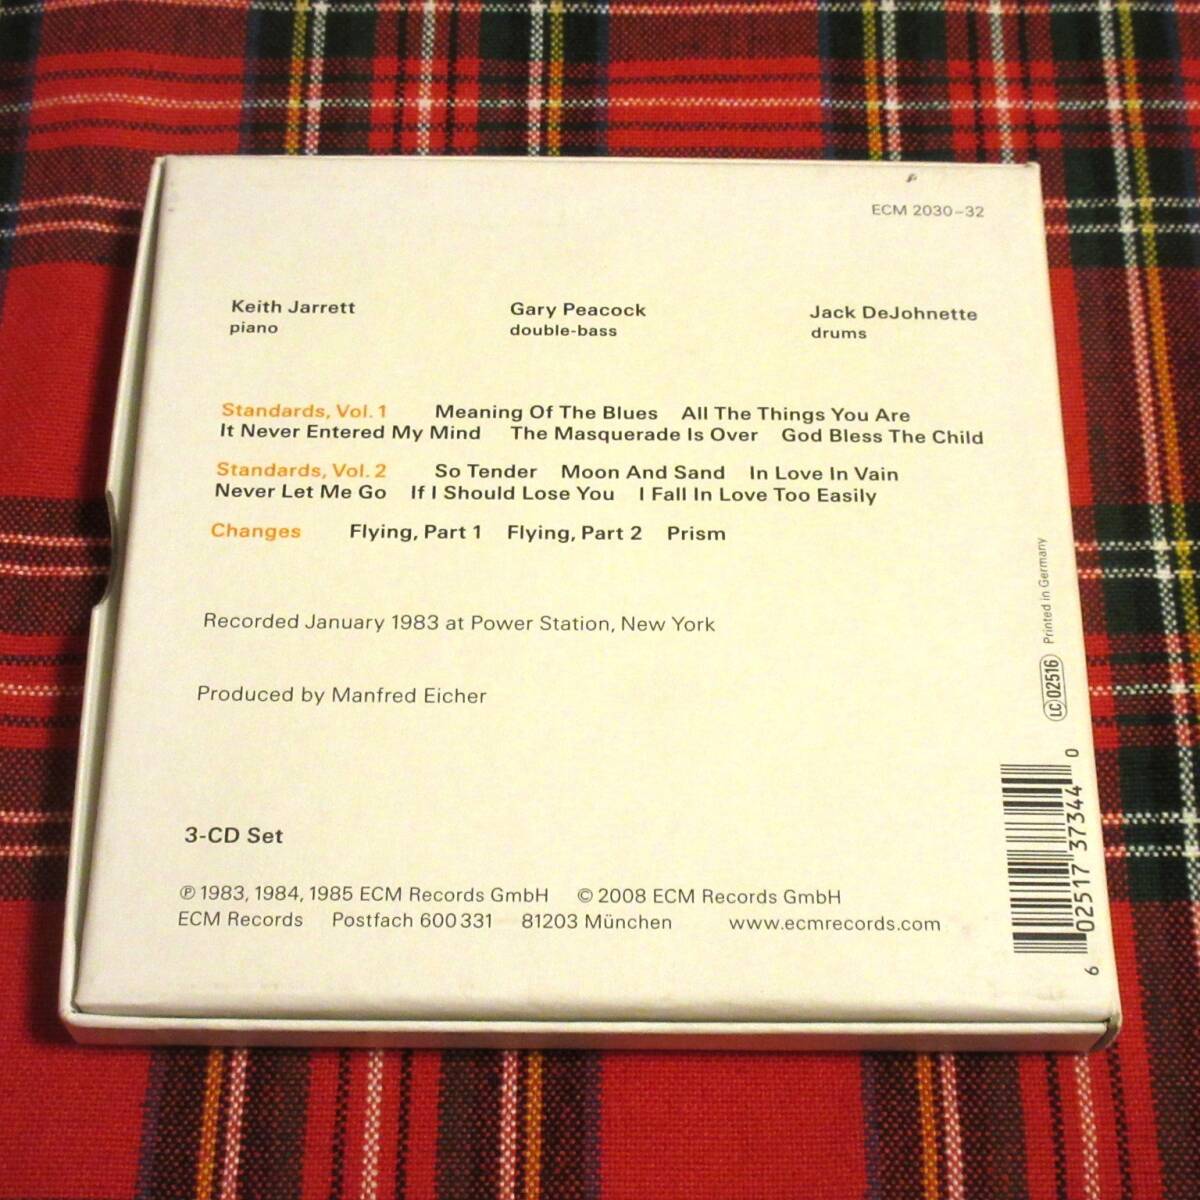 ECM 2030–32
Keith Jarrett Gary Peacock Jack DeJohnette
piano double-bass drums
Standards, Vol. 1 Meaning Of The Blues All The Things You Are
It Never Entered My Mind The Masquerade Is Over God Bless The Child
Standards, Vol. 2 So Tender Moon And Sand In Love In Vain
Never Let Me Go If I Should Lose You I Fall In Love Too Easily
Changes Flying, Part 1 Flying, Part 2 Prism
Recorded January 1983 at Power Station, New York
Produced by Manfred Eicher
3-CD Set
℗ 1983, 1984, 1985 ECM Records GmbH © 2008 ECM Records GmbH
ECM Records Postfach 600 331 81203 München www.ecmrecords.com
LC 02516 Printed in Germany
6 02517 37344 0